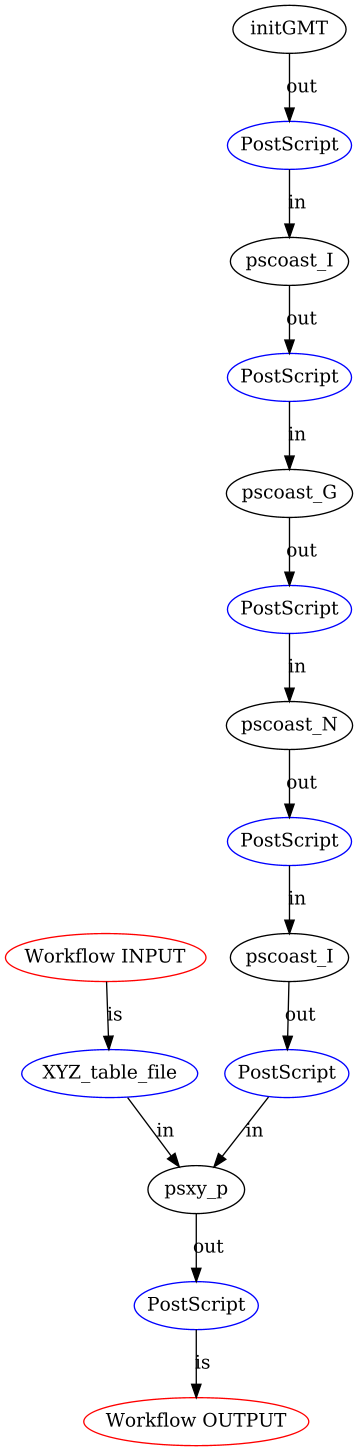 initGMT
out
PostScript
in
pscoast_I
out
PostScript
in
pscoast_G
out
PostScript
in
pscoast_N
out
PostScript
in
Workflow INPUT
pscoast_I
is
out
XYZ_table_file
PostScript
in
in
psxy_p
out
PostScript
is
Workflow OUTPUT